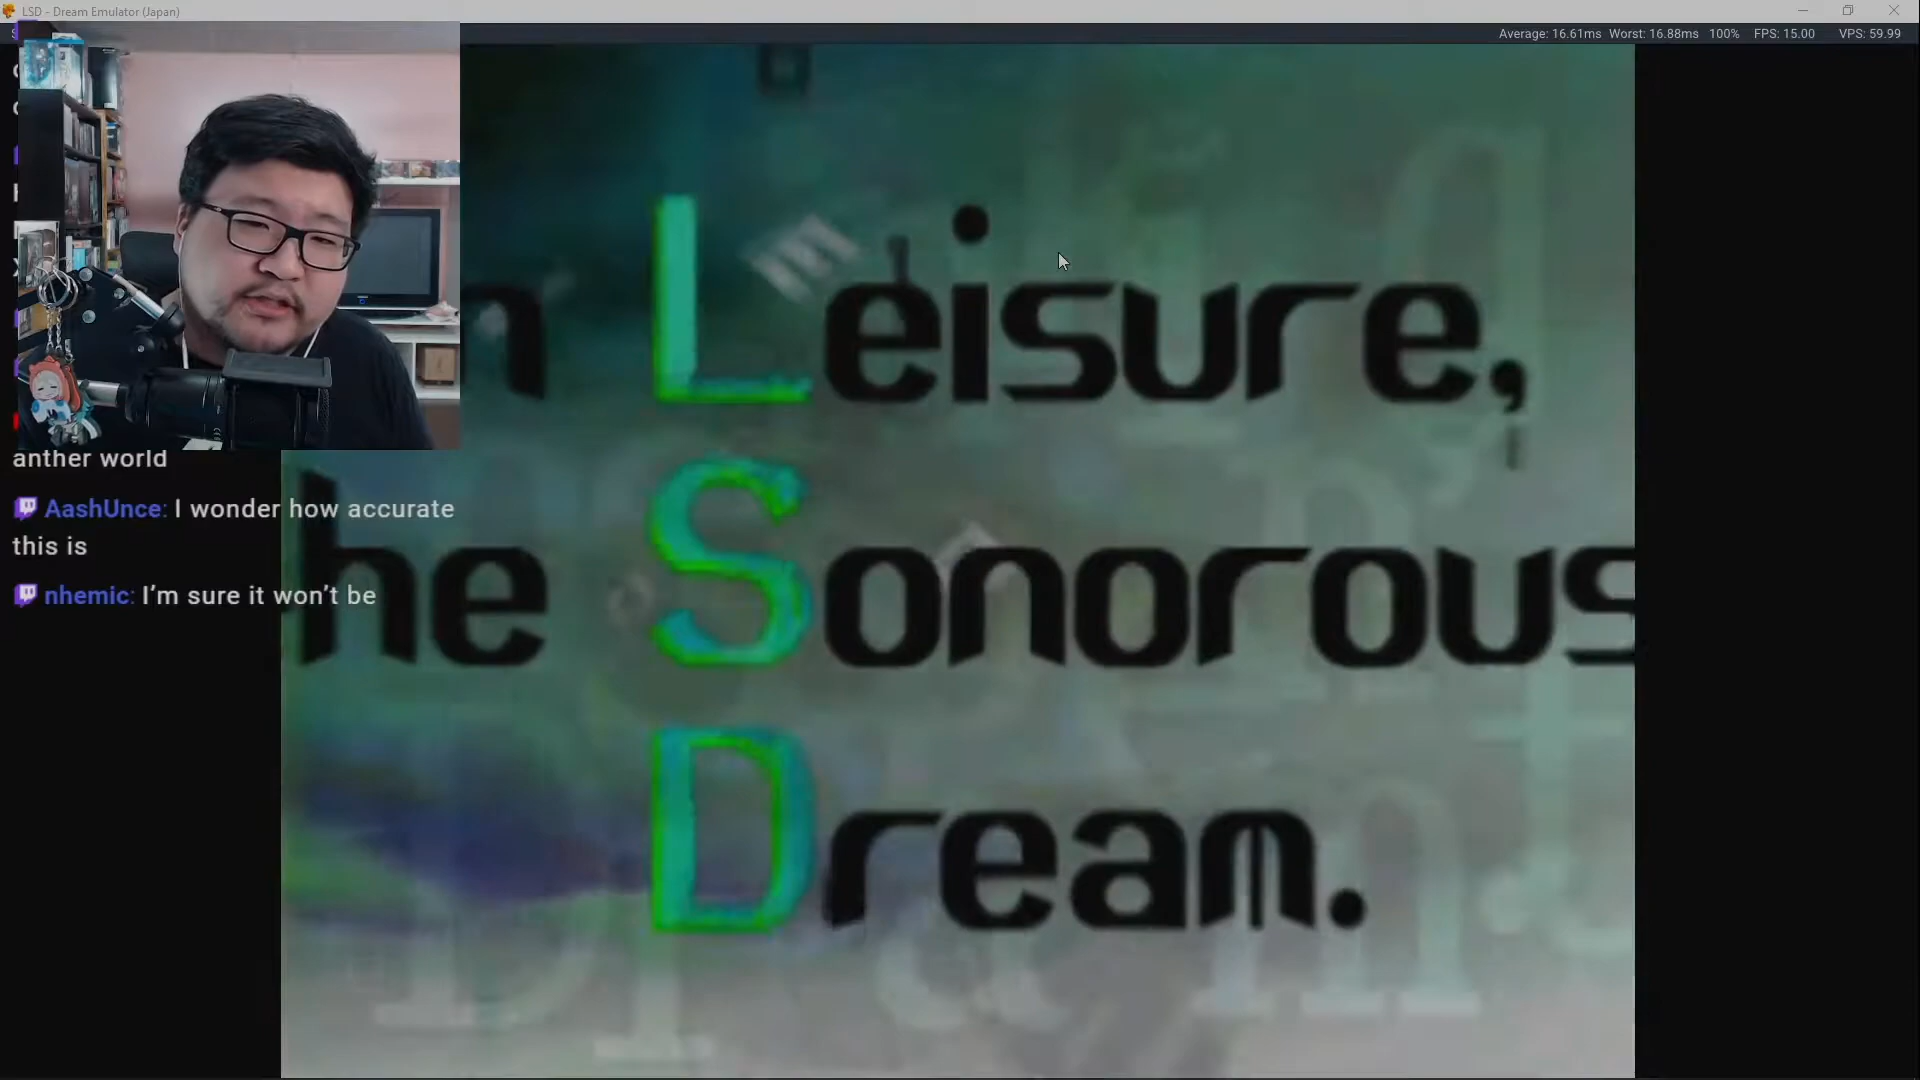 LSD - Dream Emulator (Japan)
Average: 16.61ms Worst: 16.88ms 100% FPS: 15.00 VPS: 59.99
n Leisure,
anther world
AashUnce: I wonder how accurate
this is
he Sonorous
nhemic: I'm sure it won't be
Dream.